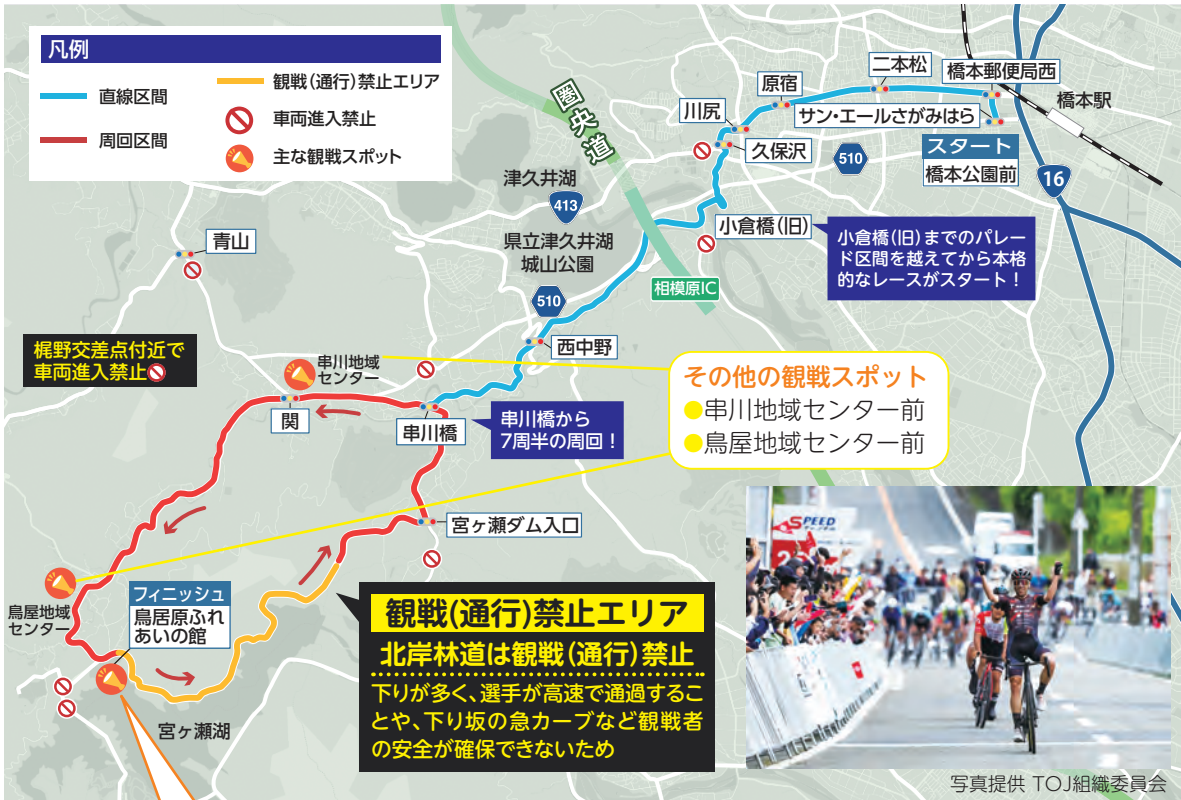 凡例
直線区間
周回区間
観戦(通行)禁止エリア
車両進入禁止
主な観戦スポット
圏央道
二本松
橋本郵便局西
原宿
橋本駅
川尻
サン・エールさがみはら
久保沢
スタート
橋本公園前
510
16
津久井湖
413
県立津久井湖
城山公園
青山
小倉橋(旧)
小倉橋(旧)までのパレー
ド区間を越えてから本格
的なレースがスタート!
相模原IC
510
西中野
梶野交差点付近で
車両進入禁止
串川地域
センター
関
串川橋
串川橋から
7周半の周回!
その他の観戦スポット
●串川地域センター前
●鳥屋地域センター前
宮ヶ瀬ダム入口
鳥屋地域
センター
フィニッシュ
鳥居原ふれ
あいの館
宮ヶ瀬湖
観戦(通行)禁止エリア
北岸林道は観戦(通行)禁止
下りが多く、選手が高速で通過するこ
とや、下り坂の急カーブなど観戦者
の安全が確保できないため
SPEED
写真提供 TOJ組織委員会